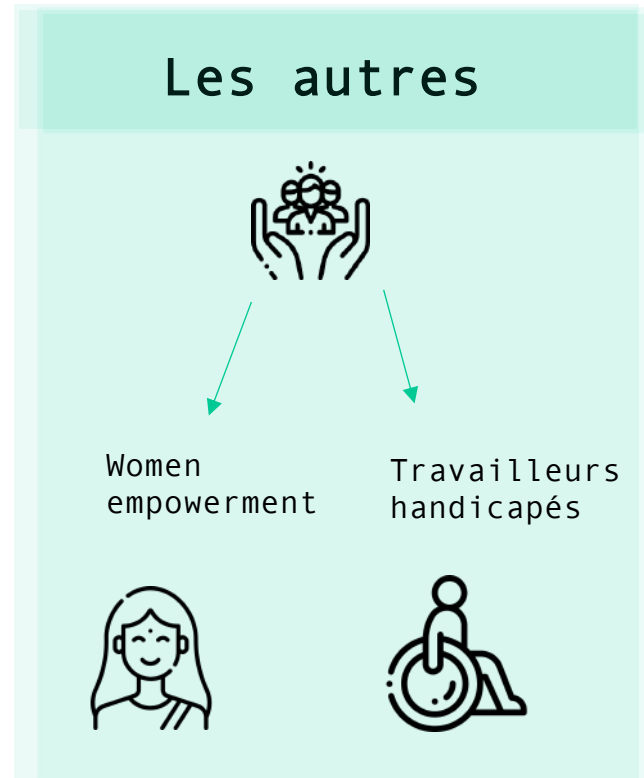 Les autres
Women
empowerment
Travailleurs
handicapés